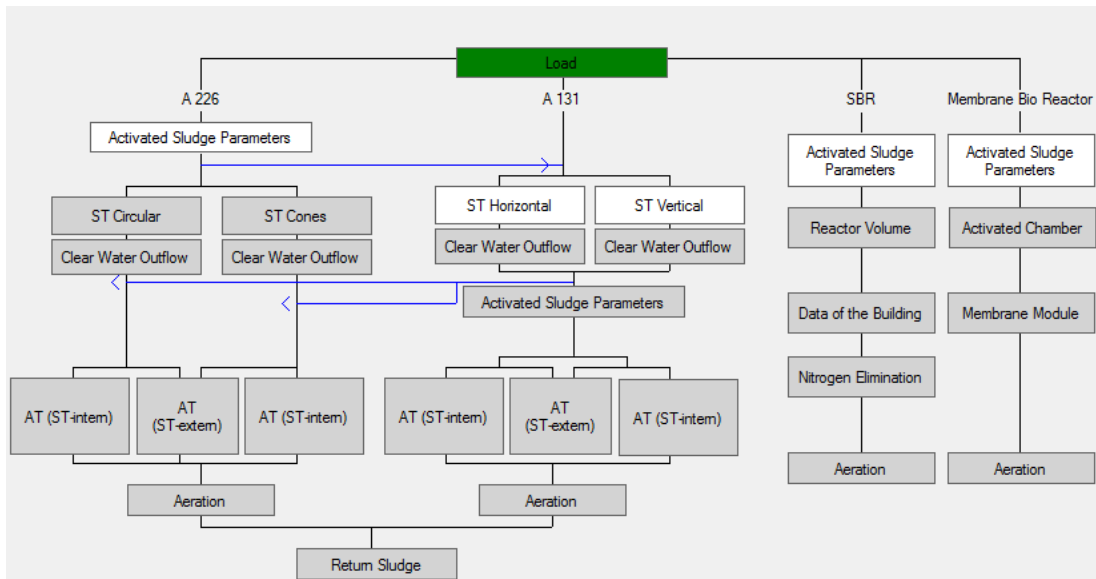 Load
A 226
A 131
SBR
Membrane Bio Reactor
Activated Sludge Parameters
Activated Sludge
Parameters
Activated Sludge
Parameters
ST Circular
ST Cones
ST Horizontal
ST Vertical
Reactor Volume
Activated Chamber
Clear Water Outflow
Clear Water Outflow
Clear Water Outflow
Clear Water Outflow
Activated Sludge Parameters
Data of the Building
Membrane Module
Nitrogen Elimination
AT (ST-intern)
AT
(ST-extern)
AT (ST-intern)
AT (ST-intern)
AT
(ST-extern)
AT (ST-intern)
Aeration
Aeration
Aeration
Aeration
Return Sludge